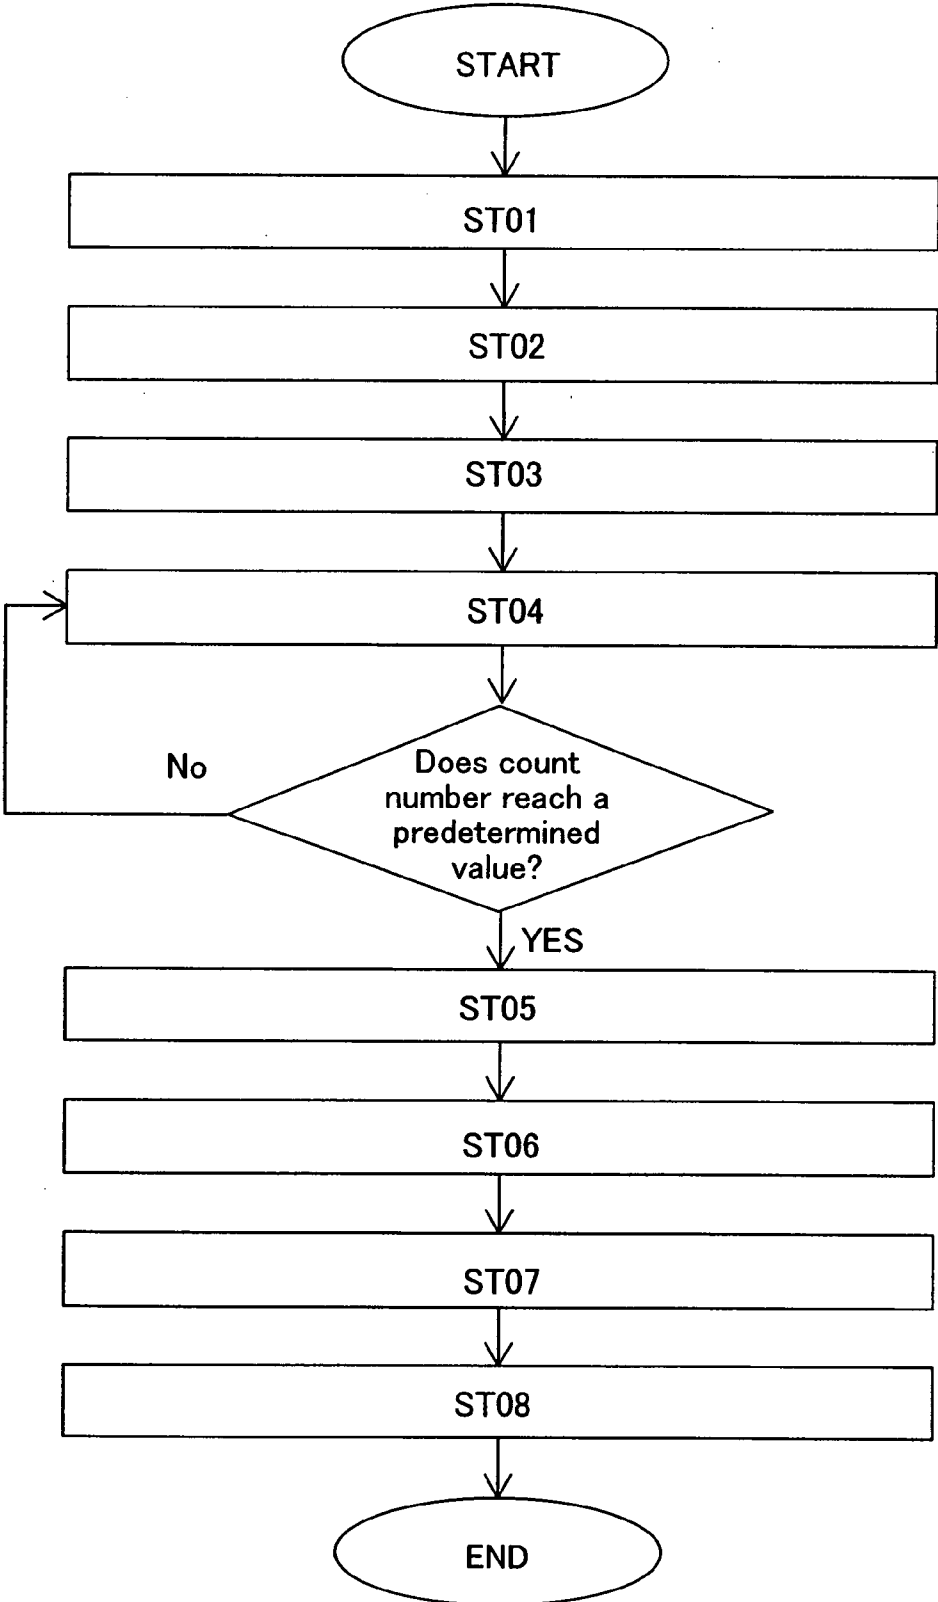 START
ST01
ST02
ST03
ST04
No
Does count
number reach a
predetermined
value?
YES
ST05
ST06
ST07
ST08
END